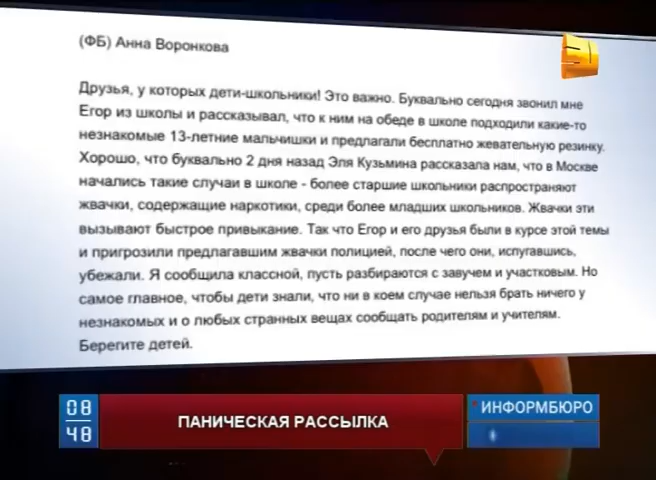 (ФБ) Анна Воронкова
Друзья, у которых дети-школьники! Это важно. Буквально сегодня звонил мне
Егор из школы и рассказывал, что к ним на обеде в школе подходили какие-то
незнакомые 13-летние мальчишки и предлагали бесплатно жевательную резинку.
Хорошо, что буквально 2 дня назад Эля Кузьмина рассказала нам, что в Москве
начались такие случаи в школе - более старшие школьники распространяют
жвачки, содержащие наркотики, среди более младших школьников. Жвачки эти
вызывают быстрое привыкание. Так что Егор и его друзья были в курсе этой темы
и пригрозили предлагавшим жвачки полицией, после чего они, испугавшись,
убежали. Я сообщила классной, пусть разбираются с завучем и участковым. Но
самое главное, чтобы дети знали, что ни в коем случае нельзя брать ничего у
незнакомых и о любых странных вещах сообщать родителям и учителям.
Берегите детей.
08
48
ПАНИЧЕСКАЯ РАССЫЛКА
ИНФОРМБЮРО